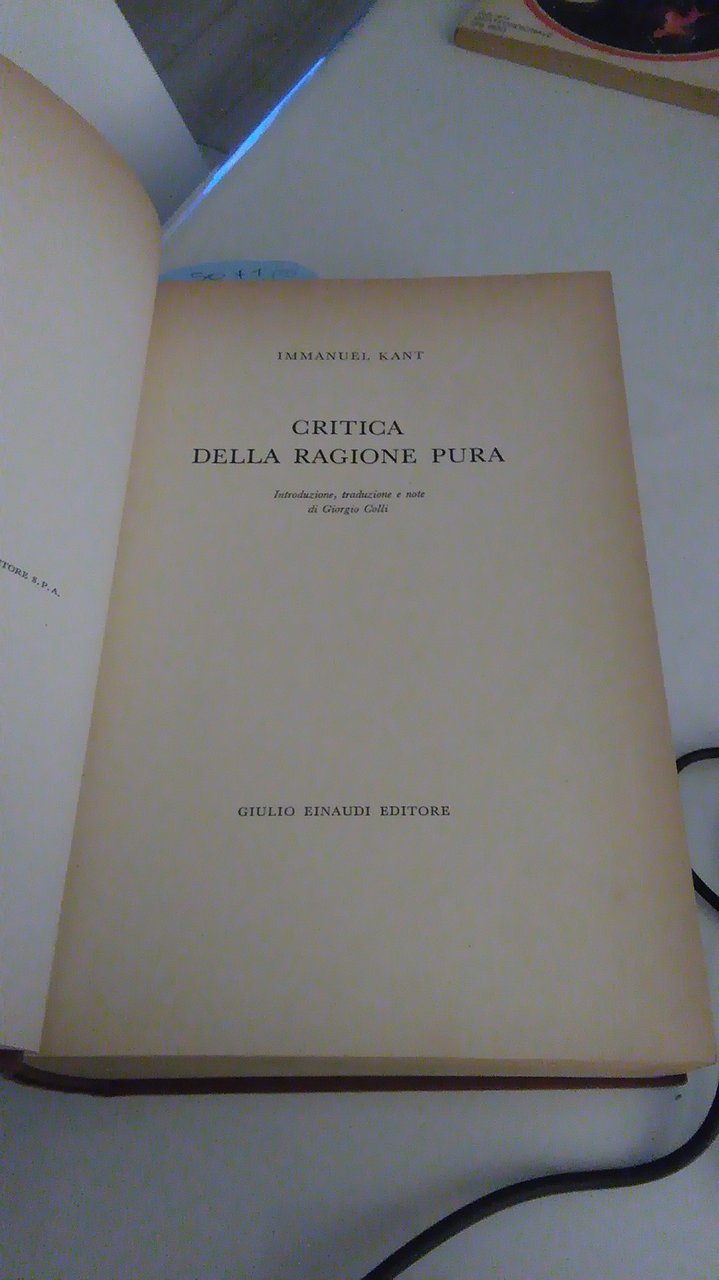 IMMANUEL KANT
CRITICA
DELLA RAGIONE PURA
Introduzione, traduzione e note
di Giorgio Colli
GIULIO EINAUDI EDITORE
S.P.A.